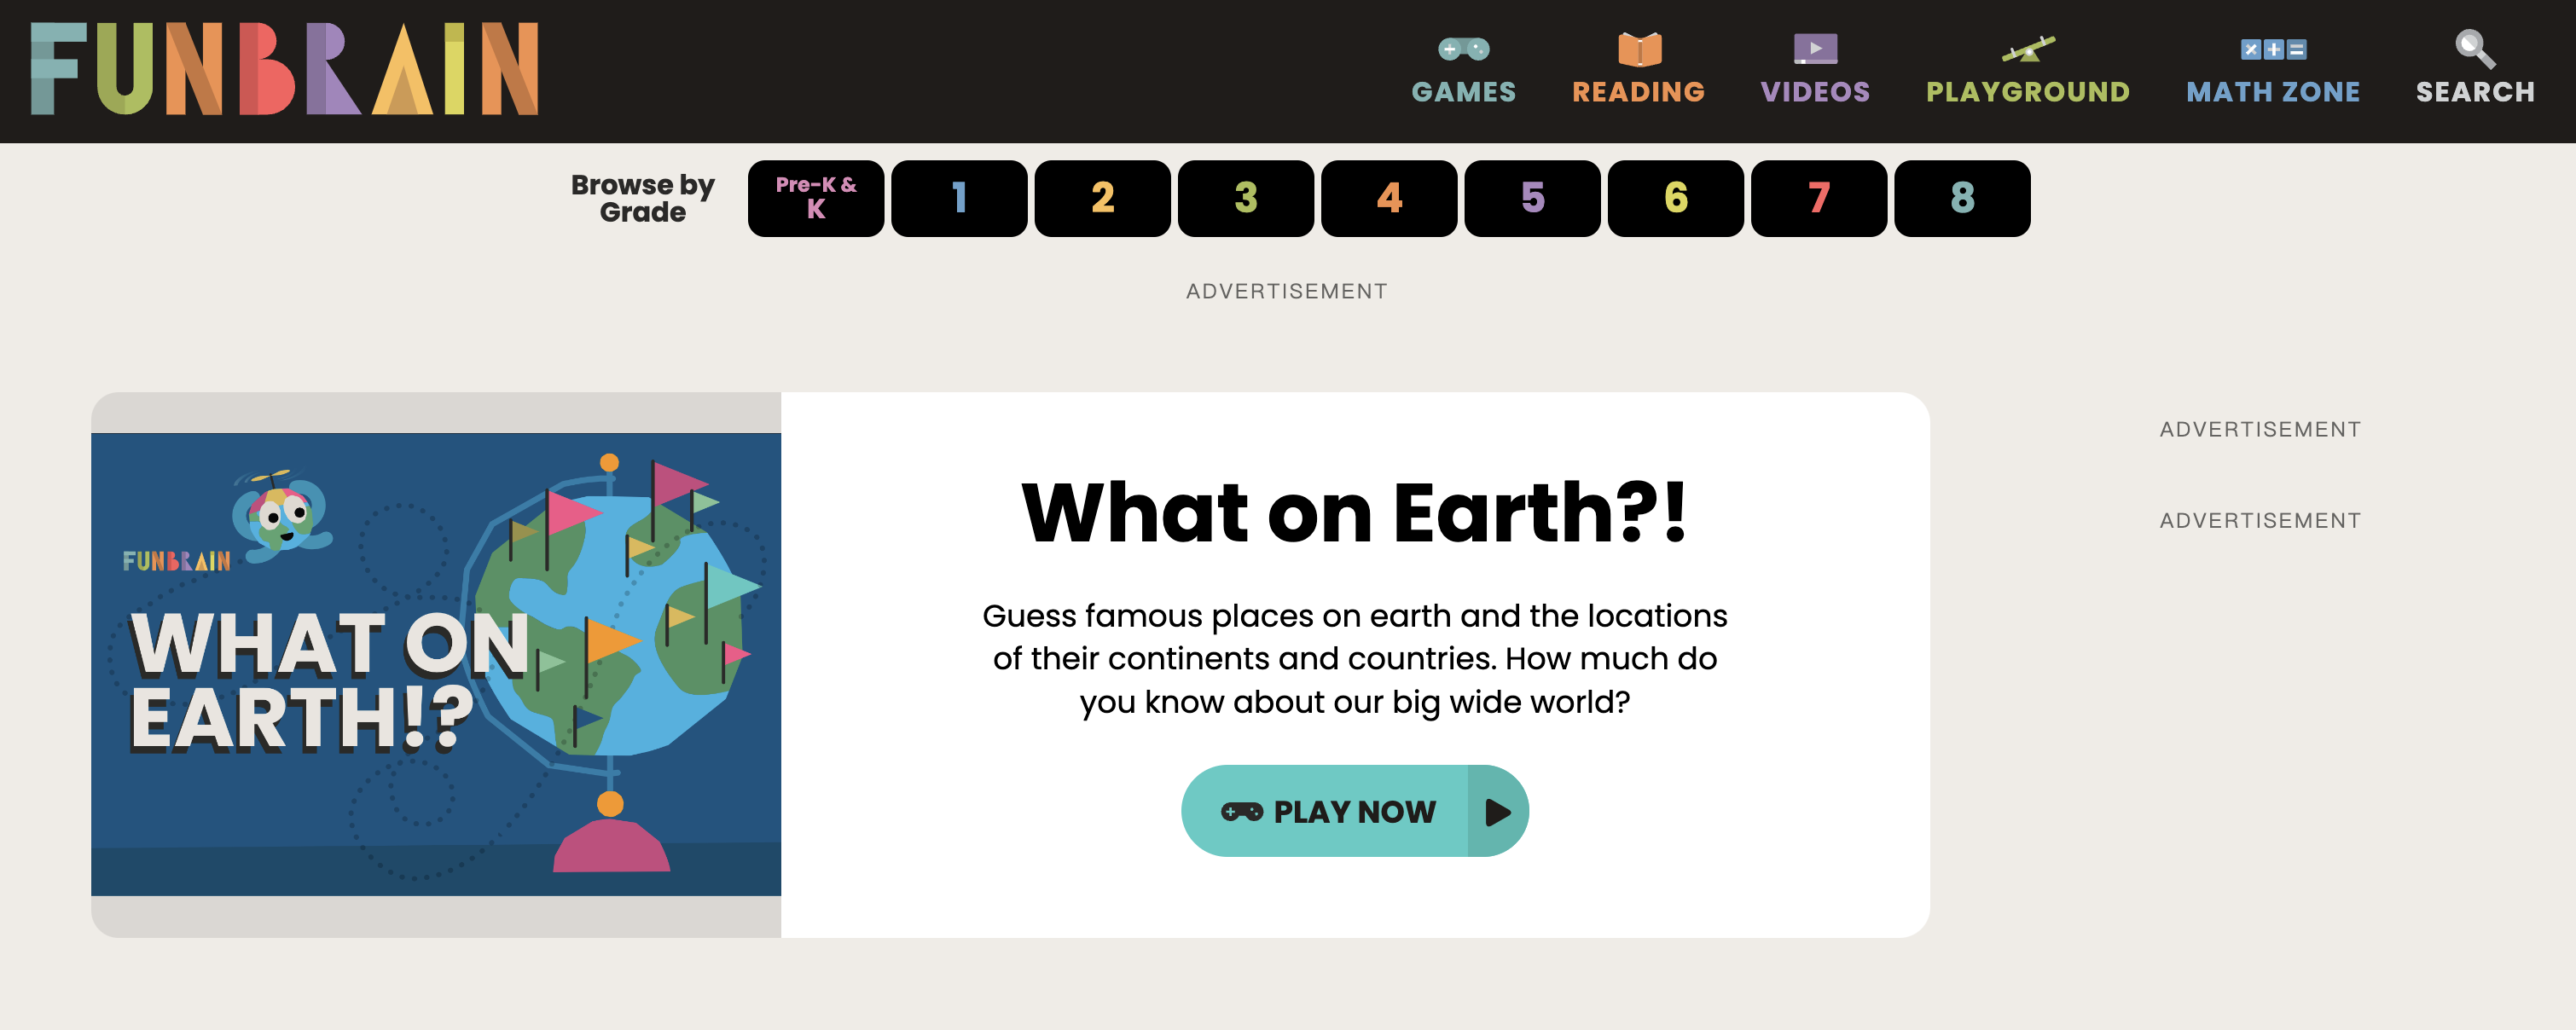 FUNBRAIN
GAMES
READING
VIDEOS
PLAYGROUND
MATH ZONE
SEARCH
Browse by
Grade
Pre-K &
K
1
2
3
4
5
6
7
8
ADVERTISEMENT
FUNBRAIN
WHAT ON
EARTH!?
What on Earth?!
Guess famous places on earth and the locations
of their continents and countries. How much do
you know about our big wide world?
PLAY NOW
ADVERTISEMENT
ADVERTISEMENT